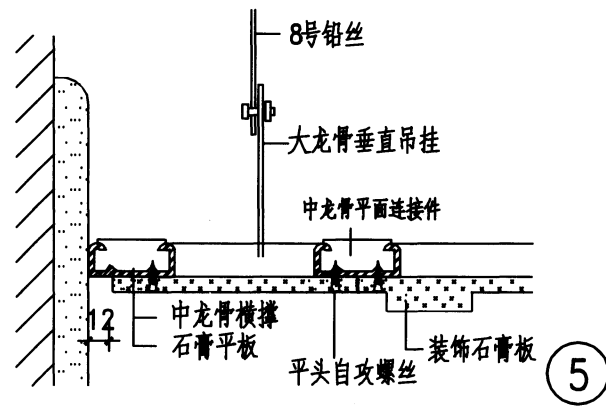 8号铅丝
大龙骨垂直吊挂
中龙骨平面连接件
12
中龙骨横撑
石膏平板
平头自攻螺丝
装饰石膏板
5